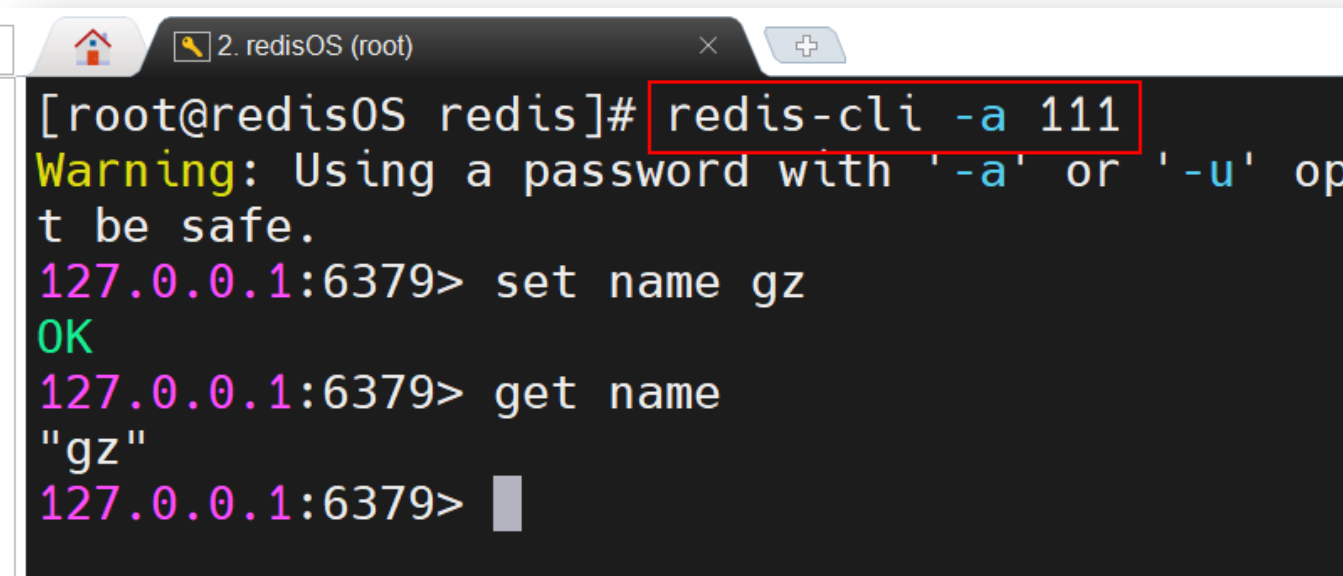 2. redisOS (root)
[root@redisOS redis]# redis-cli -a 111
Warning: Using a password with '-a' or '-u' op
t be safe.
127.0.0.1:6379> set name gz
OK
127.0.0.1:6379> get name
"gz"
127.0.0.1:6379>